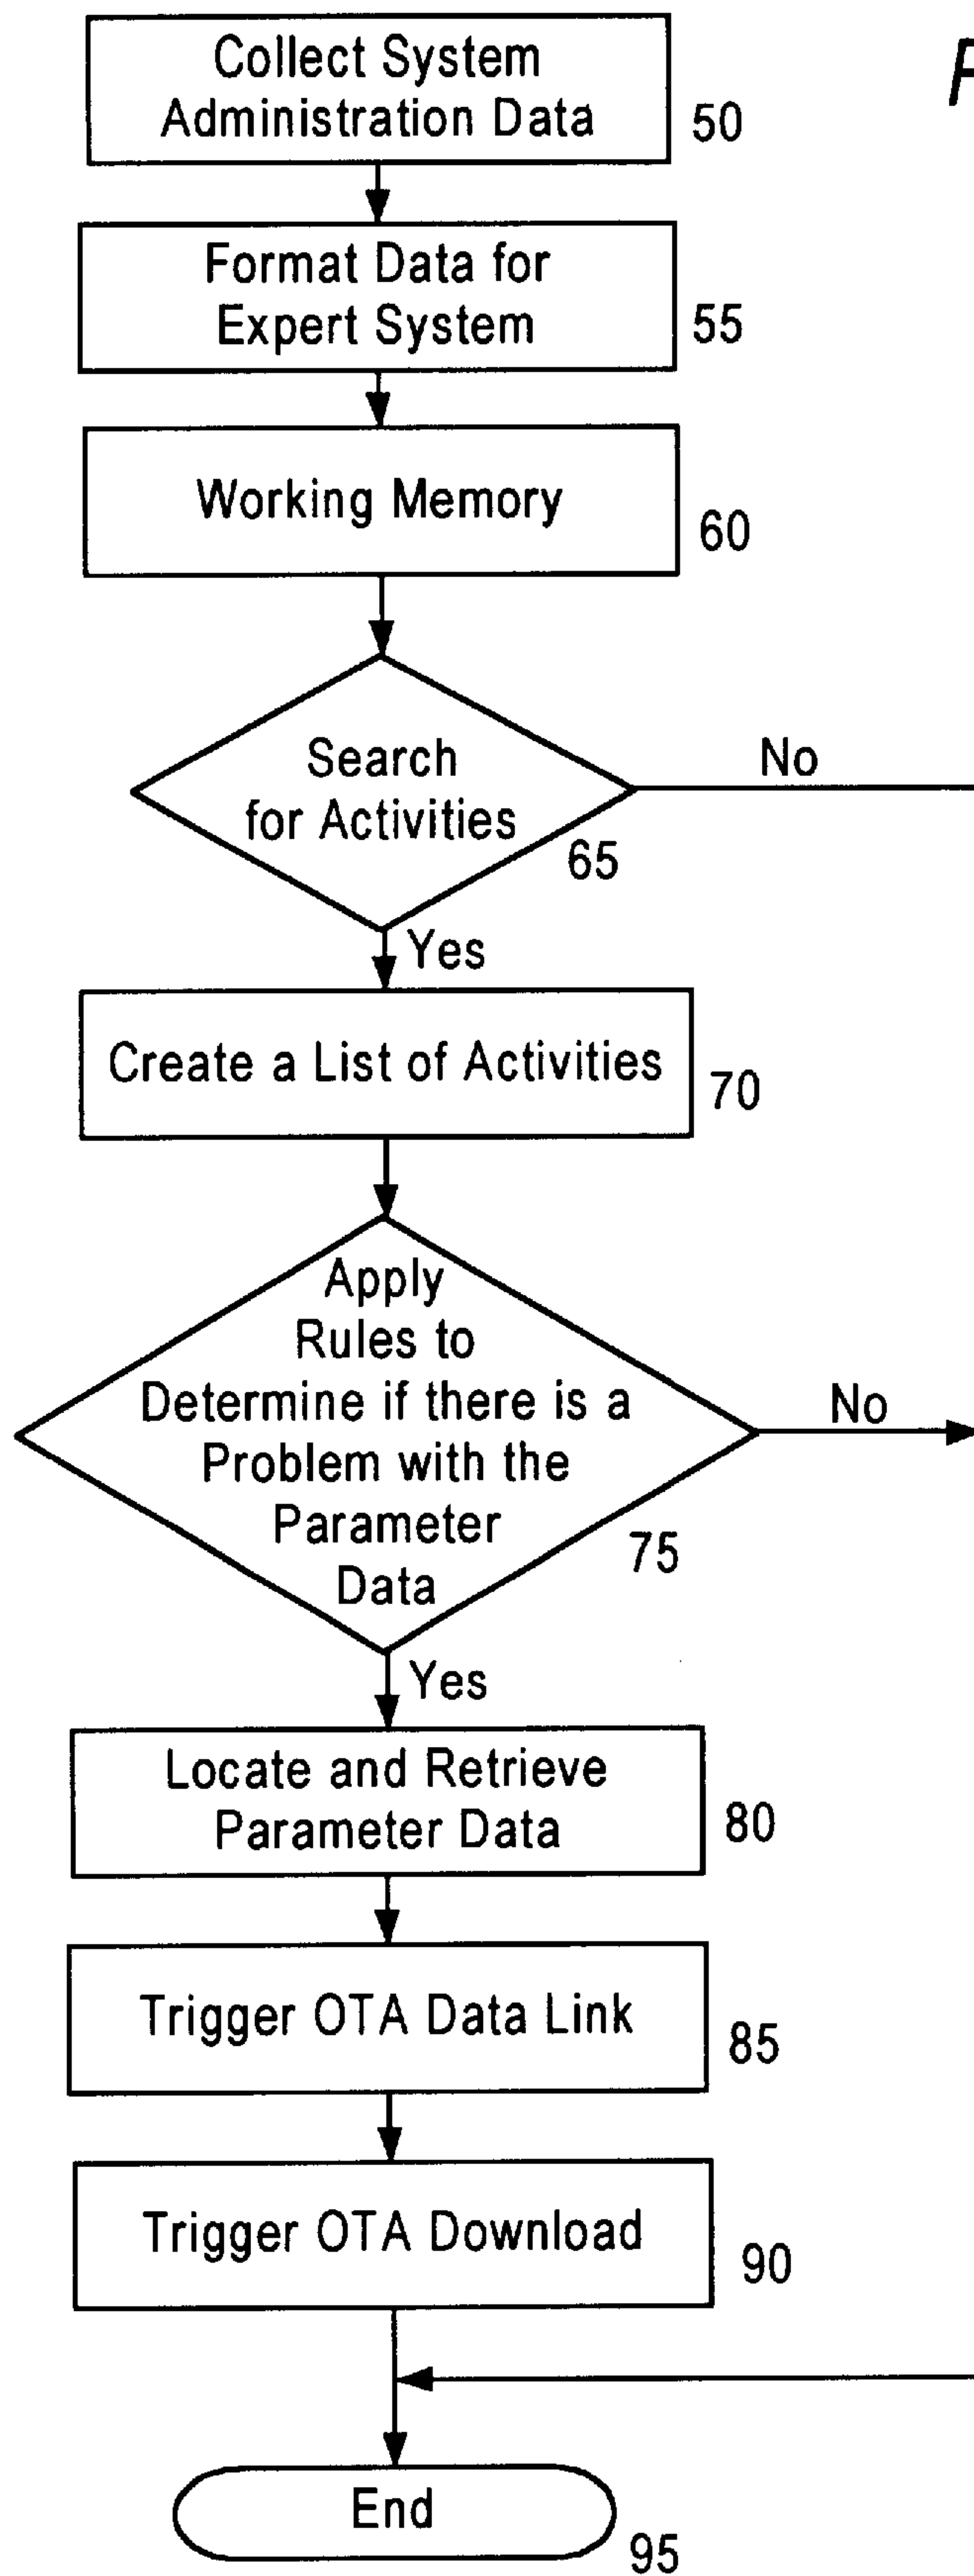 Collect System
Administration Data
50
Format Data for
Expert System
55
Working Memory
60
Search
for Activities
65
No
Yes
Create a List of Activities
70
Apply
Rules to
Determine if there is a
Problem with the
Parameter
Data
75
No
Yes
Locate and Retrieve
Parameter Data
80
Trigger OTA Data Link
85
Trigger OTA Download
90
End
95